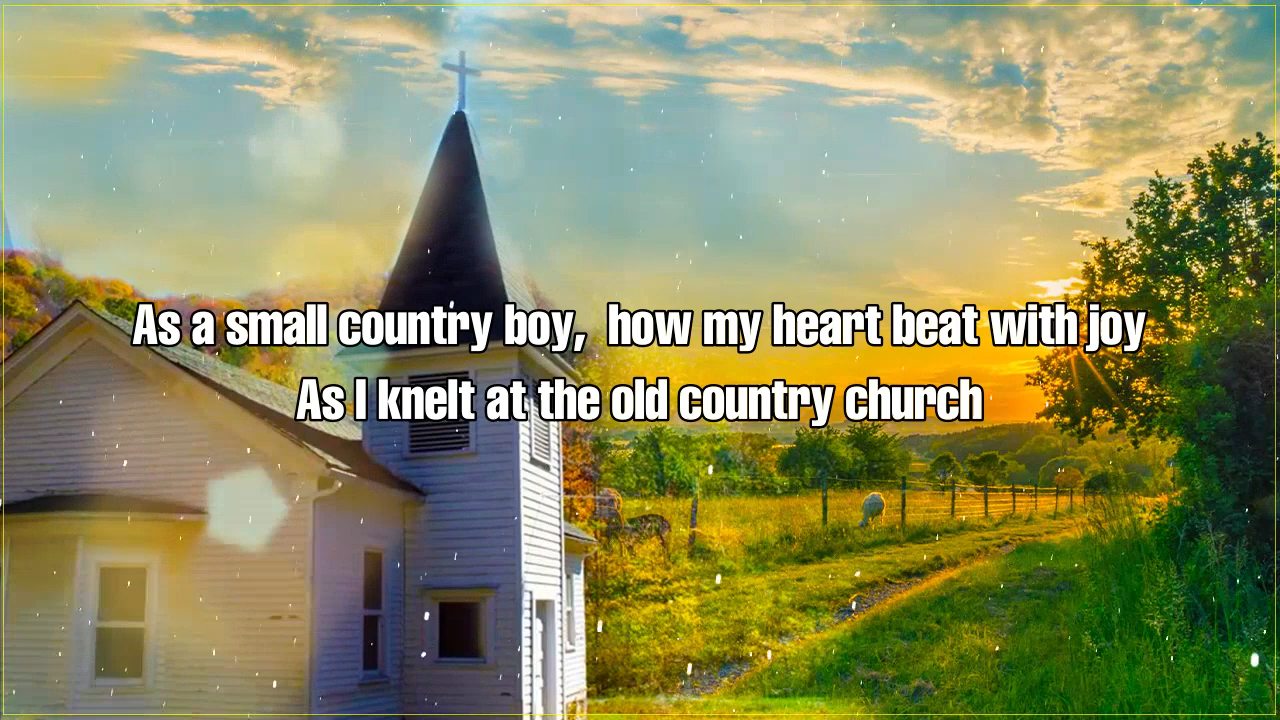 As a small country boy,  how my heart beat with joy
As I knelt at the old country church